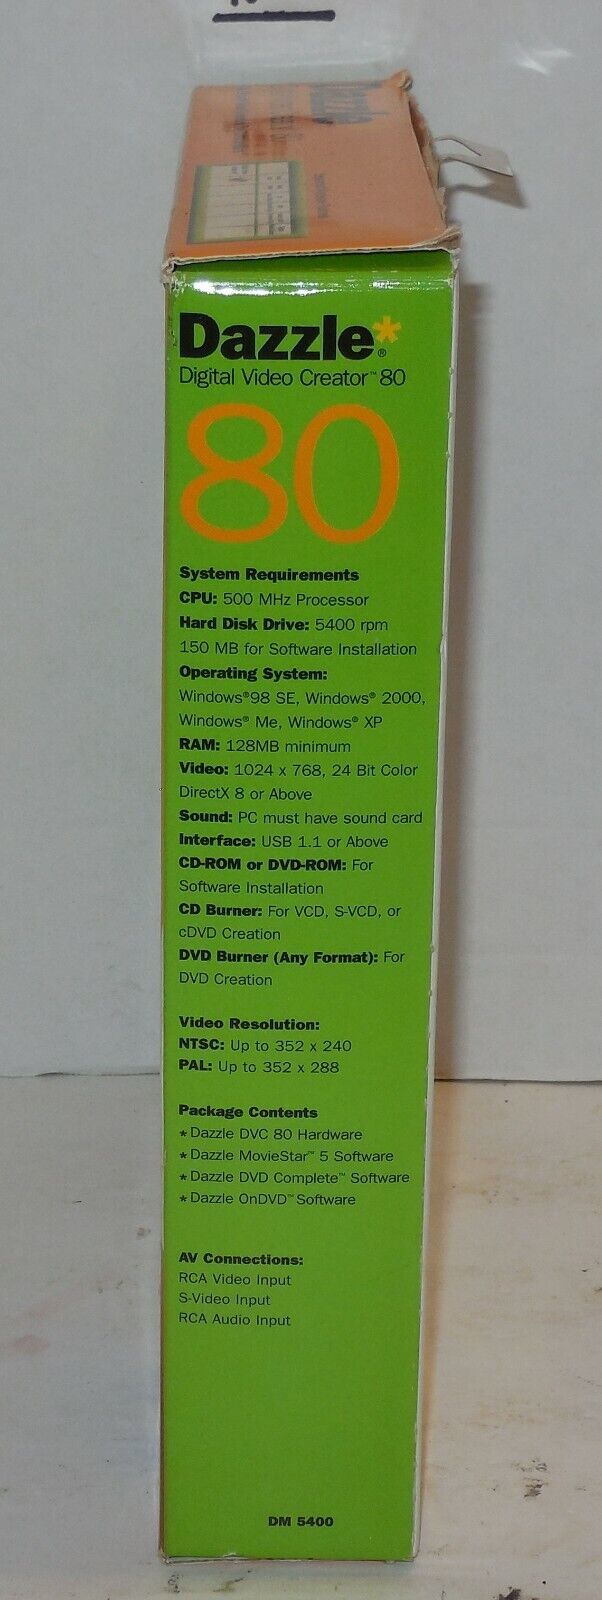 Dazzle
Dazzle*®
Digital Video Creator™ 80
80
System Requirements
CPU: 500 MHz Processor
Hard Disk Drive: 5400 rpm
150 MB for Software Installation
Operating System:
Windows®98 SE, Windows® 2000,
Windows® Me, Windows® XP
RAM: 128MB minimum
Video: 1024 x 768, 24 Bit Color
DirectX 8 or Above
Sound: PC must have sound card
Interface: USB 1.1 or Above
CD-ROM or DVD-ROM: For
Software Installation
CD Burner: For VCD, S-VCD, or
cDVD Creation
DVD Burner (Any Format): For
DVD Creation
Video Resolution:
NTSC: Up to 352 x 240
PAL: Up to 352 x 288
Package Contents
* Dazzle DVC 80 Hardware
* Dazzle MovieStar™ 5 Software
* Dazzle DVD Complete™ Software
* Dazzle OnDVD™ Software
AV Connections:
RCA Video Input
S-Video Input
RCA Audio Input
DM 5400